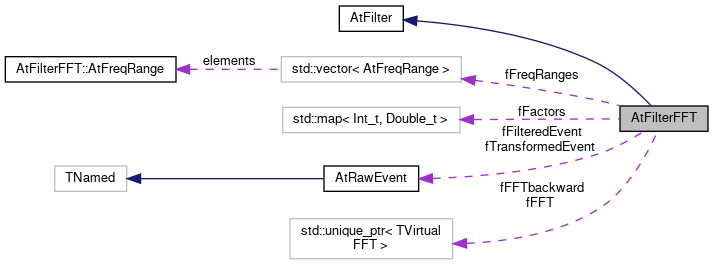 AtFilter
AtFilterFFT::AtFreqRange
elements
std::vector< AtFreqRange >
fFreqRanges
std::map< Int_t, Double_t >
fFactors
AtFilterFFT
fFilteredEvent
fTransformedEvent
TNamed
AtRawEvent
fFFTbackward
fFFT
std::unique_ptr< TVirtual
FFT >